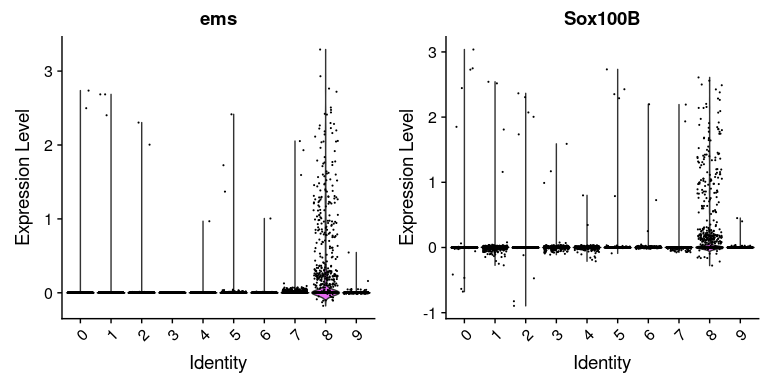 ems
Expression Level
3
2
1
0
0 1 2 3 4 5 6 7 8 9
Identity
Sox100B
Expression Level
3
2
1
0
-1
0 1 2 3 4 5 6 7 8 9
Identity